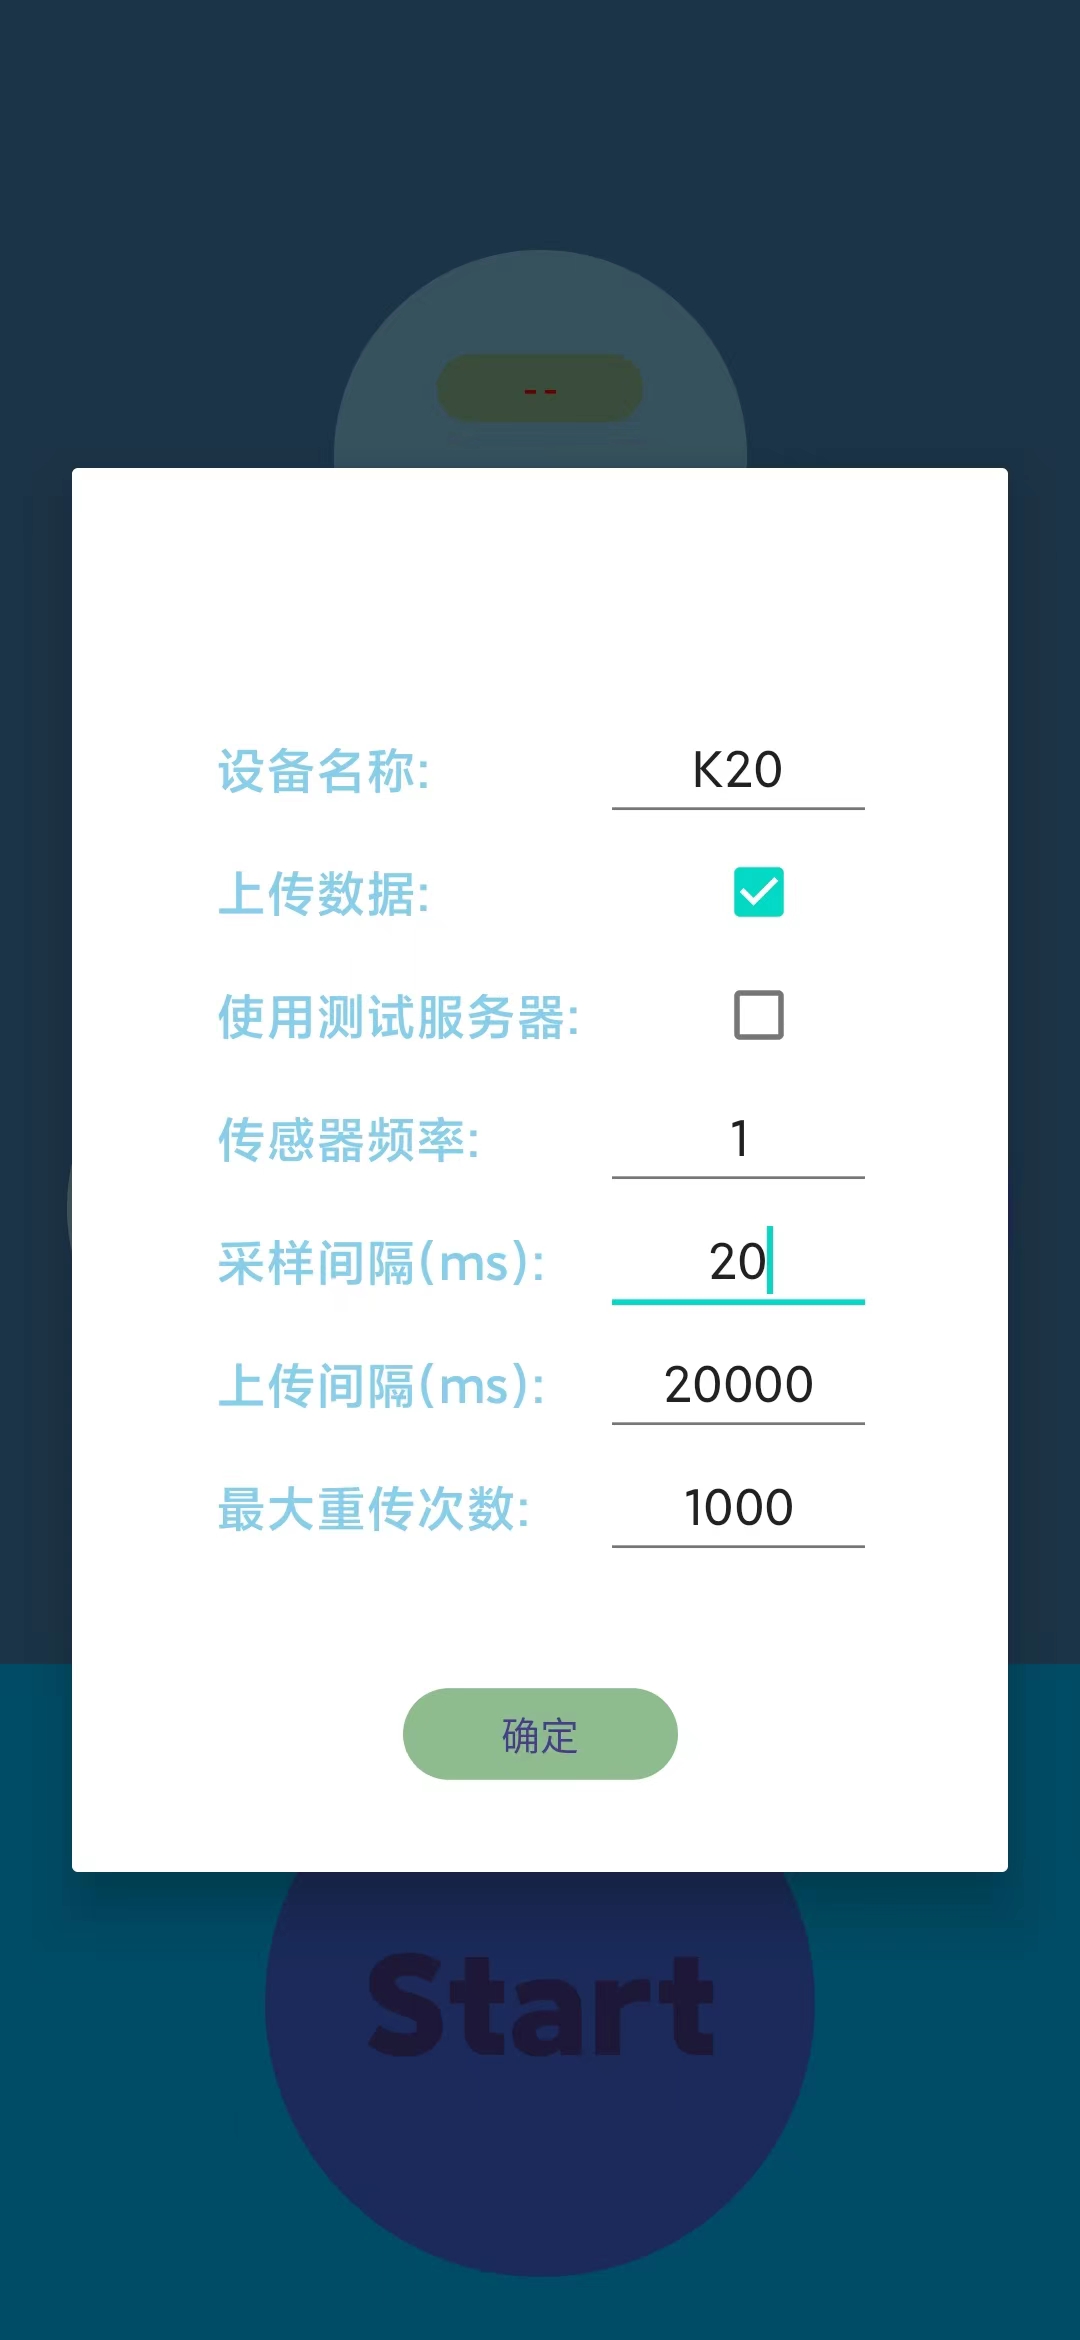 --
设备名称: K20
上传数据:
使用测试服务器:
传感器频率: 1
采样间隔(ms): 20
上传间隔(ms): 20000
最大重传次数: 1000
确定
Start